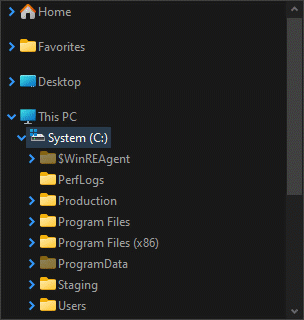 Home
Favorites
Desktop
This PC
System (C:)
$WinREAgent
PerfLogs
Production
Program Files
Program Files (x86)
ProgramData
Staging
Users